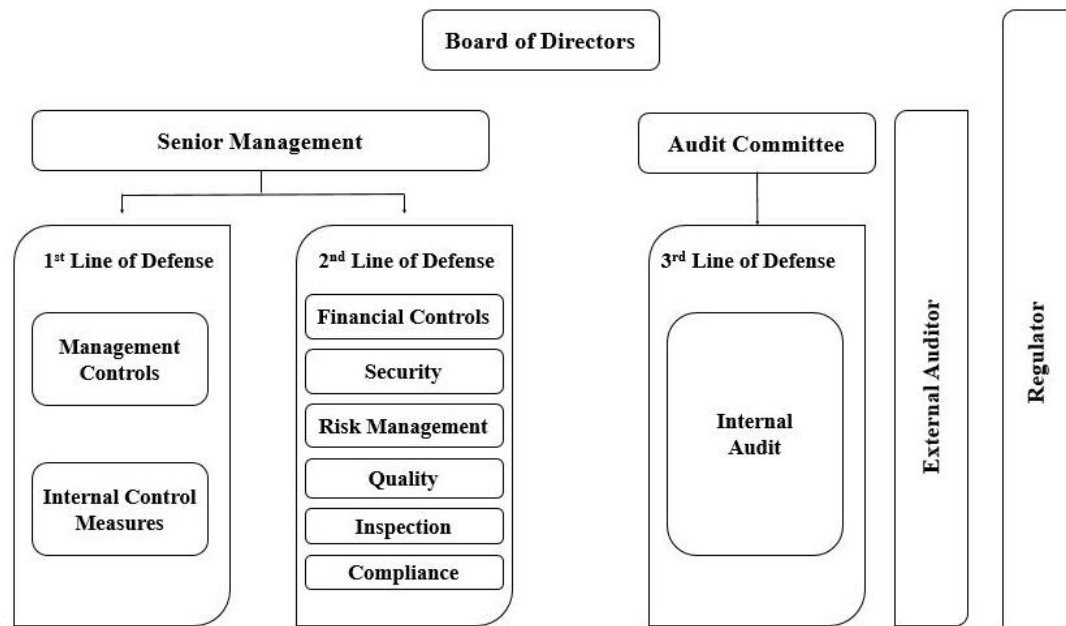 Board of Directors
Senior Management
Audit Committee
1st Line of Defense
Management
Controls
Internal Control
Measures
2nd Line of Defense
Financial Controls
Security
Risk Management
Quality
Inspection
Compliance
3rd Line of Defense
Internal
Audit
External Auditor
Regulator